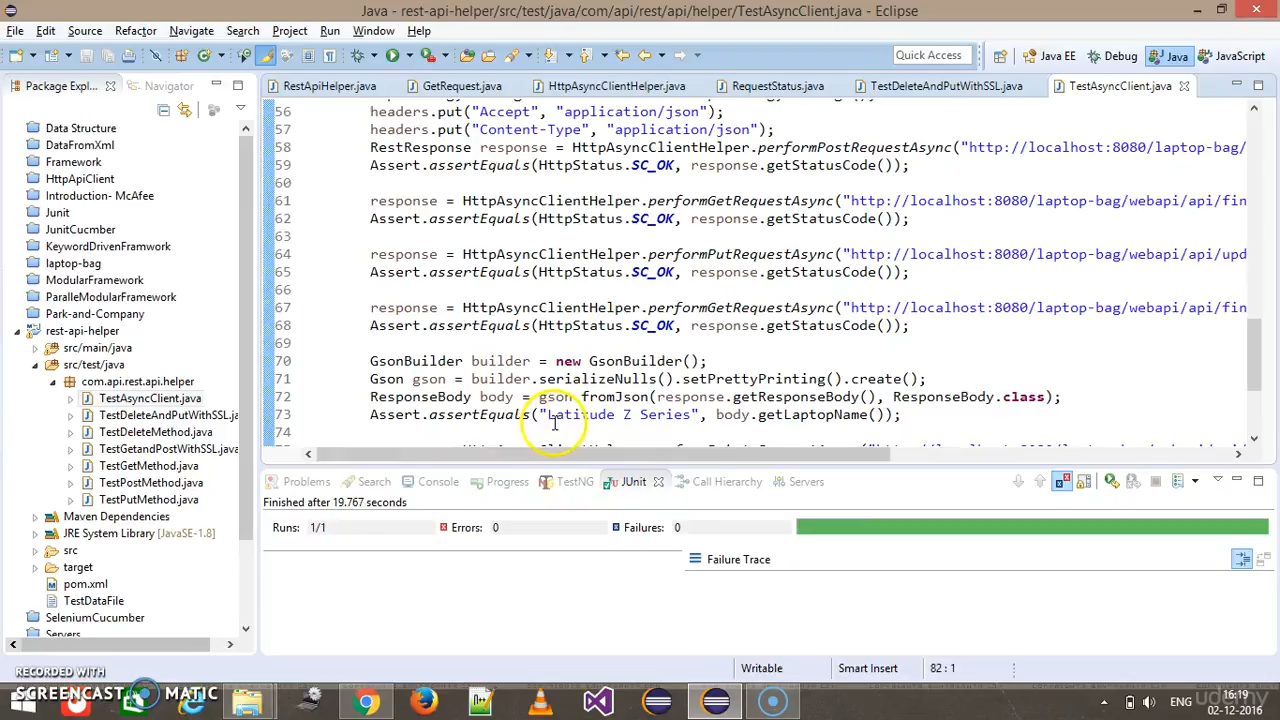 Java - rest-api-helper/src/test/java/com/api/rest/api/helper/TestAsyncClient.java - Eclipse
File Edit Source Refactor Navigate Search Project Run Window Help
Quick Access Java EE Debug Java JavaScript
Package Expl... Navigator
RestApiHelper.java GetRequest.java HttpAsyncClientHelper.java RequestStatus.java TestDeleteAndPutWithSSL.java TestAsyncClient.java
Data Structure
DataFromXml
Framework
HttpApiClient
Introduction- McAfee
Junit
JunitCucmber
KeywordDrivenFramwork
laptop-bag
ModularFramework
ParalleModularFramework
Park-and-Company
rest-api-helper
src/main/java
src/test/java
com.api.rest.api.helper
TestAsyncClient.java
TestDeleteAndPutWithSSL.ja
TestDeleteMethod.java
TestGetandPostWithSSL.java
TestGetMethod.java
TestPostMethod.java
TestPutMethod.java
Maven Dependencies
JRE System Library [JavaSE-1.8]
src
target
pom.xml
TestDataFile
SeleniumCucumber
Servers
56 headers.put("Accept", "application/json");
57 headers.put("Content-Type", "application/json");
58 RestResponse response = HttpAsyncClientHelper.performPostRequestAsync("http://localhost:8080/laptop-bag/
59 Assert.assertEquals(HttpStatus.SC_OK, response.getStatusCode());
60
61 response = HttpAsyncClientHelper.performGetRequestAsync("http://localhost:8080/laptop-bag/webapi/api/fin
62 Assert.assertEquals(HttpStatus.SC_OK, response.getStatusCode());
63
64 response = HttpAsyncClientHelper.performPutRequestAsync("http://localhost:8080/laptop-bag/webapi/api/upd
65 Assert.assertEquals(HttpStatus.SC_OK, response.getStatusCode());
66
67 response = HttpAsyncClientHelper.performGetRequestAsync("http://localhost:8080/laptop-bag/webapi/api/fin
68 Assert.assertEquals(HttpStatus.SC_OK, response.getStatusCode());
69
70 GsonBuilder builder = new GsonBuilder();
71 Gson gson = builder.serializeNulls().setPrettyPrinting().create();
72 ResponseBody body = gson.fromJson(response.getResponseBody(), ResponseBody.class);
73 Assert.assertEquals("Latitude Z Series", body.getLaptopName());
74
Problems Search Console Progress TestNG JUnit Call Hierarchy Servers
Finished after 19.767 seconds
Runs: 1/1 Errors: 0 Failures: 0
Failure Trace
Writable Smart Insert 82 : 1
RECORDED WITH
SCREENCAST MATIC
ENG 16:19
02-12-2016
udemy